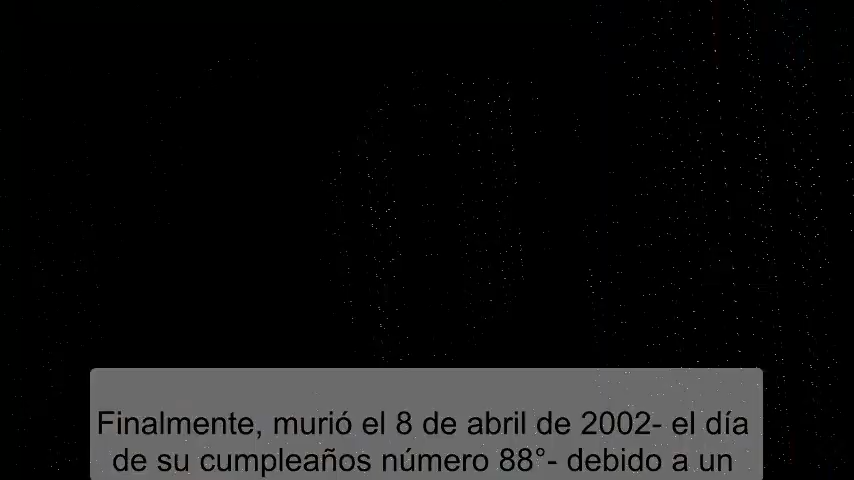 Finalmente, murió el 8 de abril de 2002- el día
de su cumpleaños número 88°- debido a un